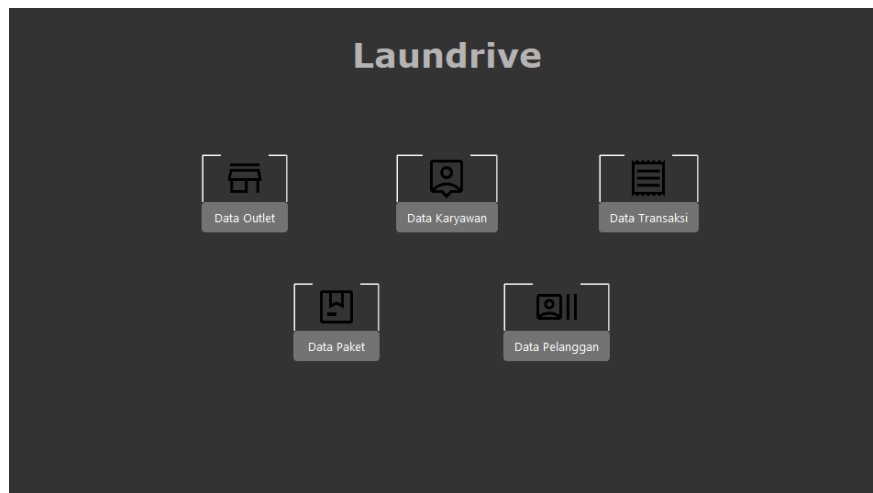 Laundrive
Data Outlet
Data Karyawan
Data Transaksi
Data Paket
Data Pelanggan